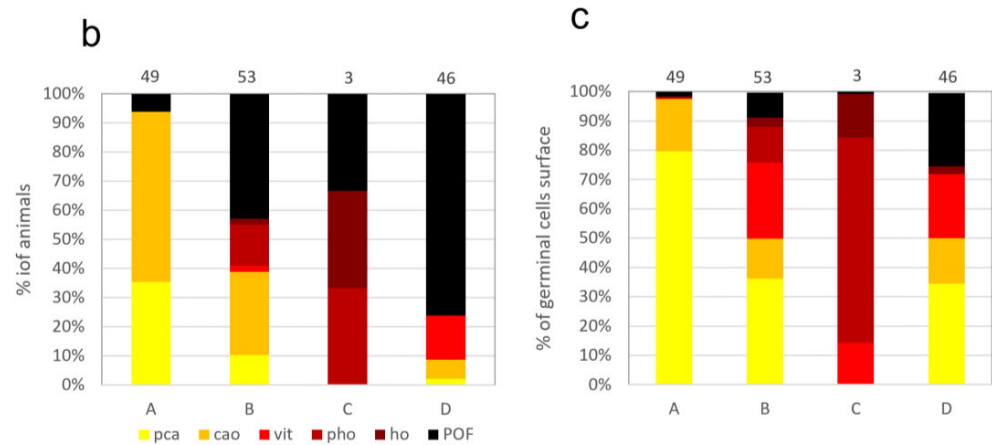 b
49 53 3 46
100%
90%
80%
70%
60%
50%
40%
30%
20%
10%
0%
% iof animals
A B C D
pca cao vit pho ho POF
c
49 53 3 46
100%
90%
80%
70%
60%
50%
40%
30%
20%
10%
0%
% of germinal cells surface
A B C D